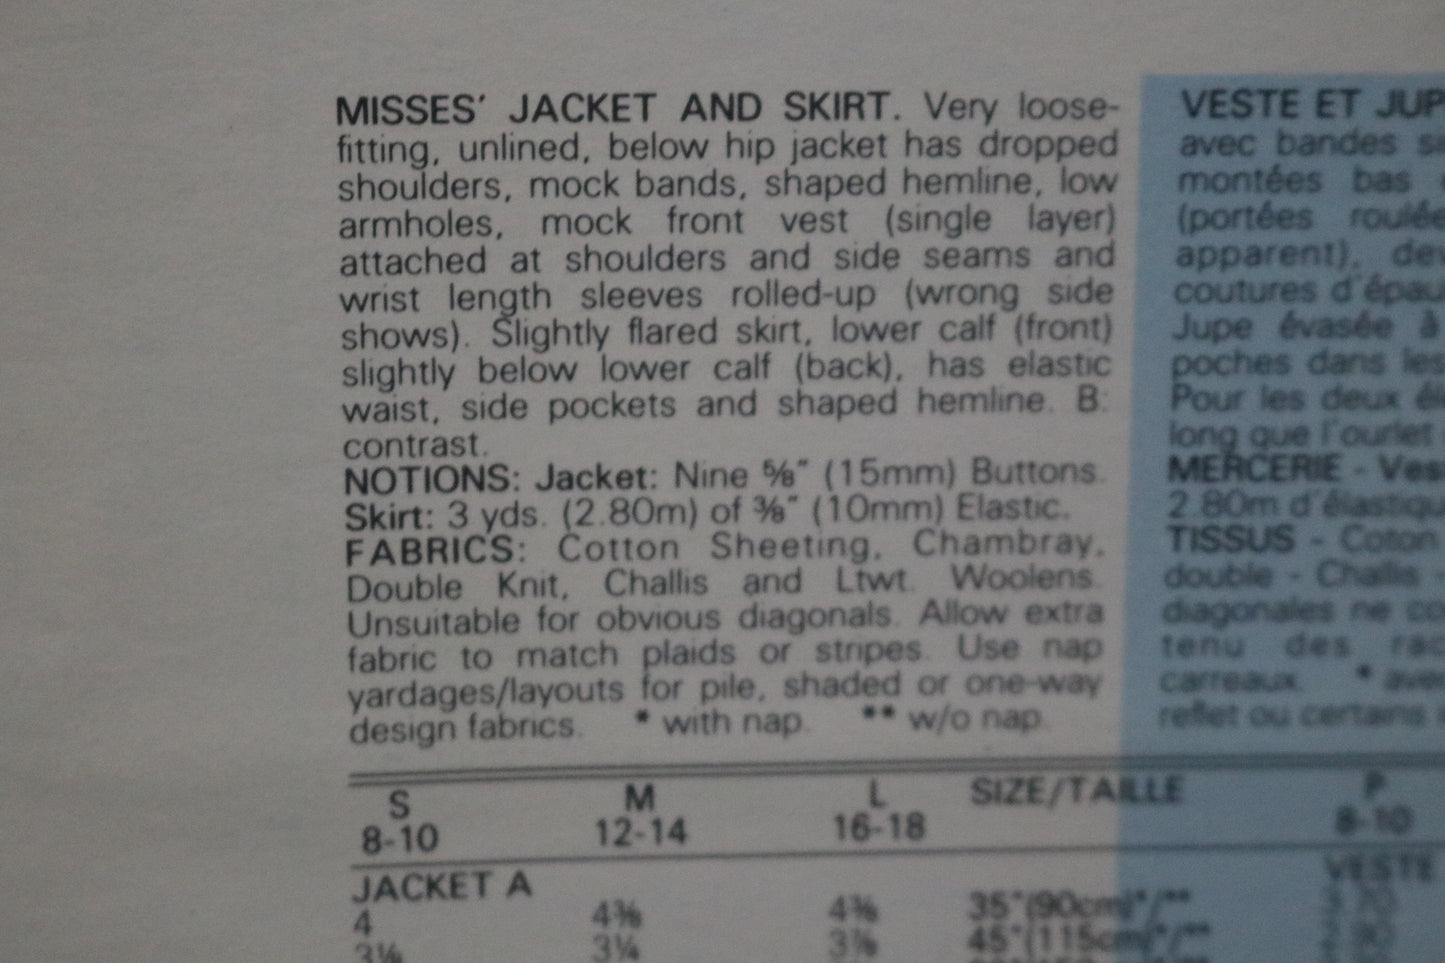 MISSES' JACKET AND SKIRT. Very loose-
fitting, unlined, below hip jacket has dropped
shoulders, mock bands, shaped hemline, low
armholes, mock front vest (single layer)
attached at shoulders and side seams and
wrist length sleeves rolled-up (wrong side
shows). Slightly flared skirt, lower calf (front)
slightly below lower calf (back), has elastic
waist, side pockets and shaped hemline. B:
contrast.
NOTIONS: Jacket: Nine ⅝" (15mm) Buttons.
Skirt: 3 yds. (2.80m) of ⅜" (10mm) Elastic.
FABRICS: Cotton Sheeting, Chambray,
Double Knit, Challis and Ltwt. Woolens.
Unsuitable for obvious diagonals. Allow extra
fabric to match plaids or stripes. Use nap
yardages/layouts for pile, shaded or one-way
design fabrics. * with nap. ** w/o nap.
VESTE ET
avec bandes
montées bas
(portées
apparent),
coutures
Jupe évasée à
poches dans
Pour les deux
long que l'ourlet
MERCERIE -
2.80m
TISSUS - Coton
double - Challis -
diagonales ne
tenu des
carreaux. *
reflet ou certains
S M L SIZE/TAILLE P
8-10 12-14 16-18 8-10
JACKET A VESTE
4 4⅜ 4⅜ 35"(90cm)*/**
3⅛ 3¼ 3⅞ 45"(115cm)*/**